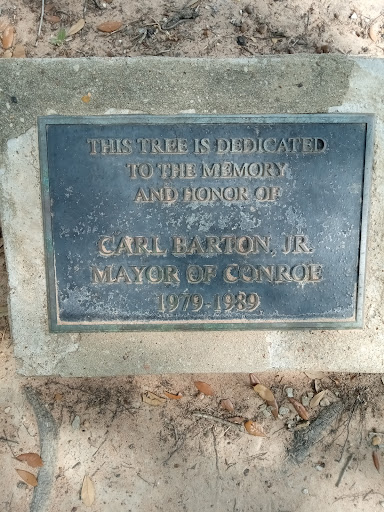 THIS TREE IS DEDICATED
TO THE MEMORY
AND HONOR OF
CARL BARTON, JR.
MAYOR OF CONROE
1979-1989